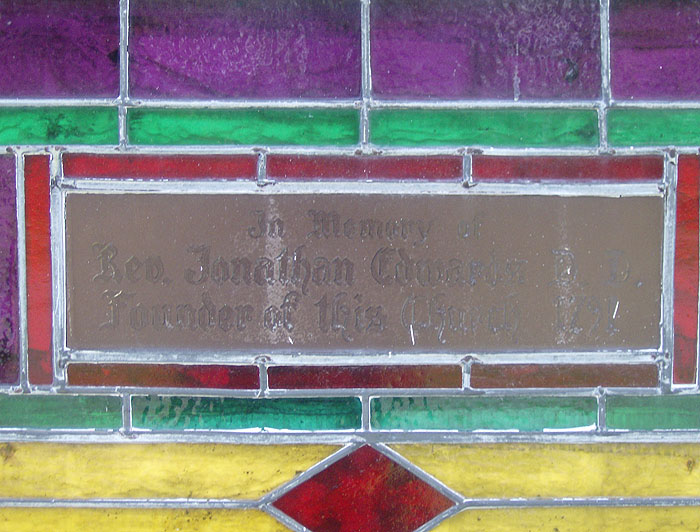 In Memory of
Rev. Jonathan Edwards D. D.
Founder of this Church